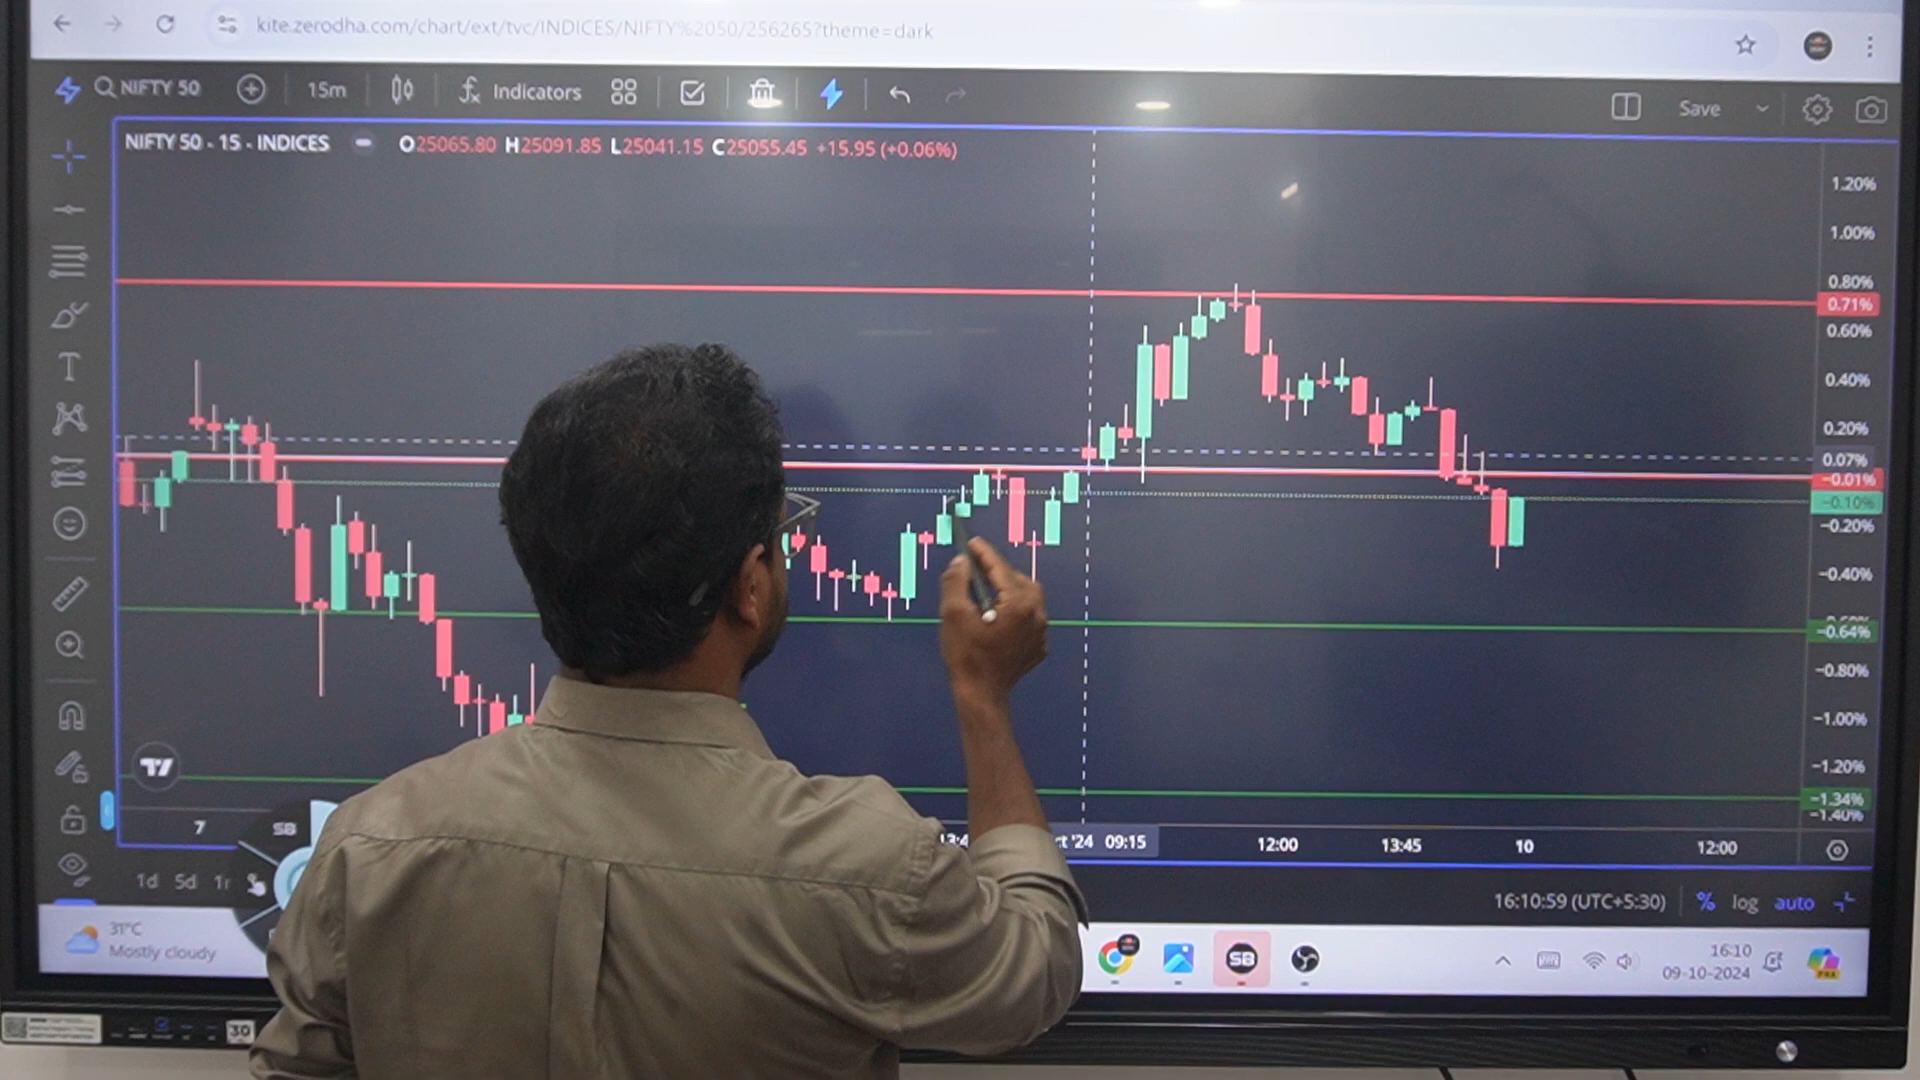 kite.zerodha.com/chart/ext/tvc/INDICES/NIFTY%2050/256265?theme=dark
NIFTY 50 15m Indicators Save
NIFTY 50 - 15 - INDICES O25065.80 H25091.85 L25041.15 C25055.45 +15.95 (+0.06%)
1.20%
1.00%
0.80%
0.71%
0.60%
0.40%
0.20%
0.07%
-0.01%
-0.10%
-0.20%
-0.40%
-0.64%
-0.80%
-1.00%
-1.20%
-1.34%
-1.40%
7 SB '24 09:15 12:00 13:45 10 12:00
1d 5d 16:10:59 (UTC+5:30) % log auto
31°C
Mostly cloudy
SB
16:10
09-10-2024
30